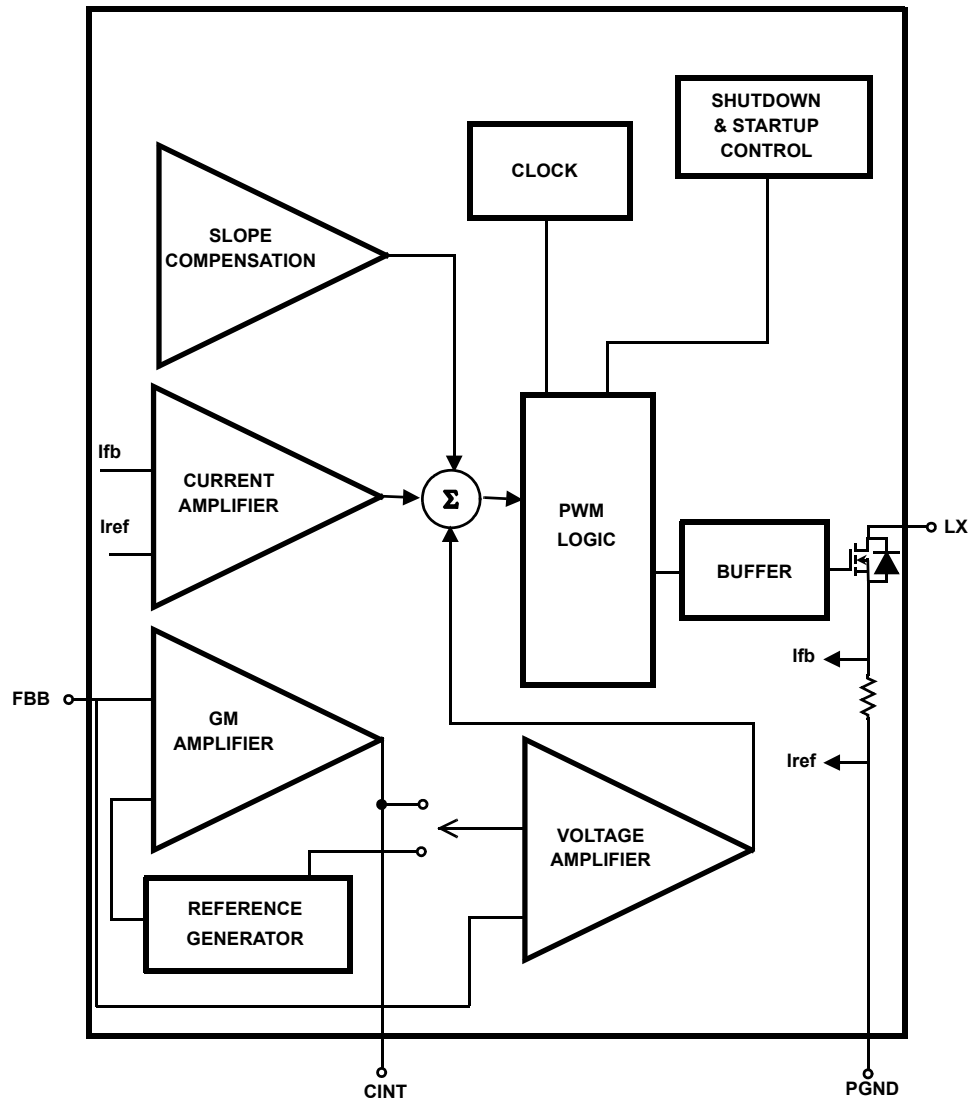 SHUTDOWN
& STARTUP
CONTROL
CLOCK
SLOPE
COMPENSATION
Ifb
CURRENT
AMPLIFIER
Iref
Σ
PWM
LOGIC
LX
BUFFER
Ifb
FBB
GM
AMPLIFIER
Iref
VOLTAGE
AMPLIFIER
REFERENCE
GENERATOR
CINT
PGND